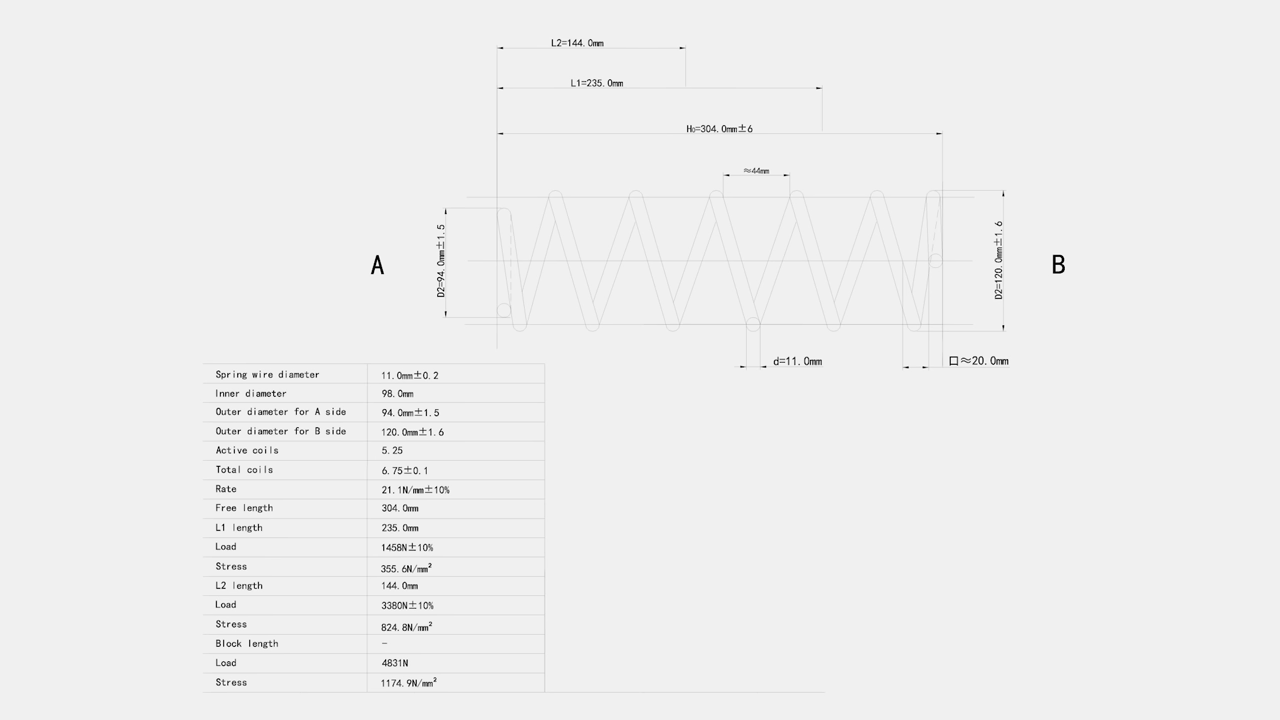 L2=144.0mm
L1=235.0mm
H₀=304.0mm±6
≈44mm
D2=94.0mm±1.5
D2=120.0mm±1.6
A
B
d=11.0mm
口≈20.0mm
Spring wire diameter 11.0mm±0.2
Inner diameter 98.0mm
Outer diameter for A side 94.0mm±1.5
Outer diameter for B side 120.0mm±1.6
Active coils 5.25
Total coils 6.75±0.1
Rate 21.1N/mm±10%
Free length 304.0mm
L1 length 235.0mm
Load 1458N±10%
Stress 355.6N/mm²
L2 length 144.0mm
Load 3380N±10%
Stress 824.8N/mm²
Block length -
Load 4831N
Stress 1174.9N/mm²